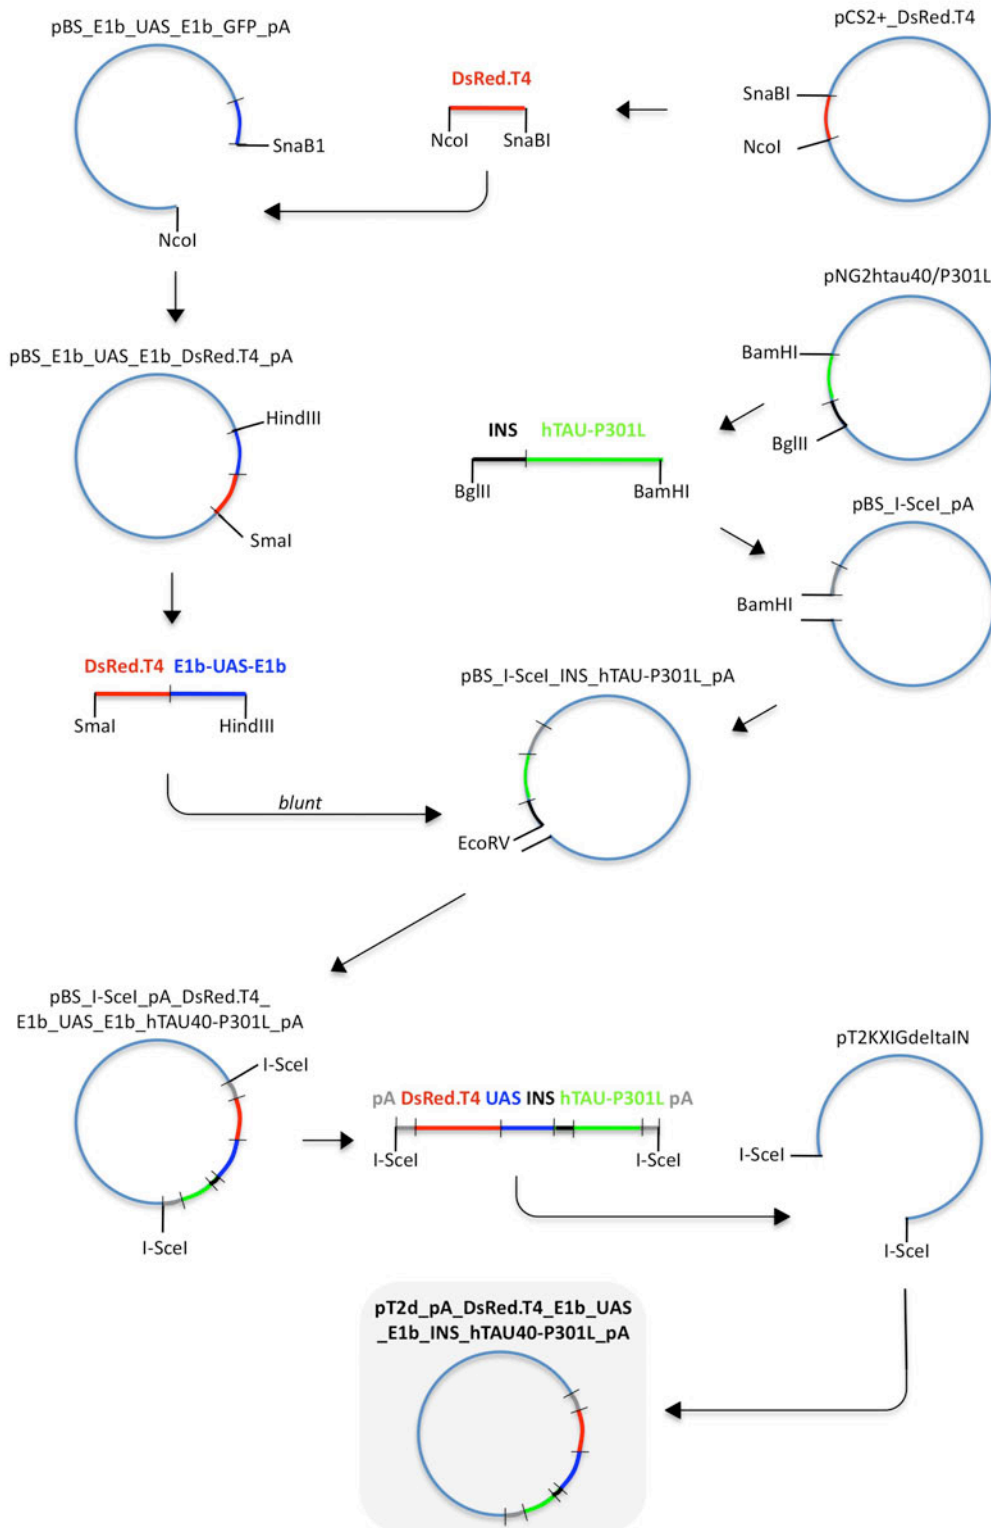 pBS_E1b_UAS_E1b_GFP_pA
pCS2+_DsRed.T4
DsRed.T4
SnaBI
NcoI
NcoI SnaBI
SnaB1
NcoI
pNG2htau40/P301L
pBS_E1b_UAS_E1b_DsRed.T4_pA
BamHI
HindIII
INS hTAU-P301L
BglII
BglII BamHI
pBS_I-SceI_pA
SmaI
BamHI
DsRed.T4 E1b-UAS-E1b
pBS_I-SceI_INS_hTAU-P301L_pA
SmaI HindIII
blunt
EcoRV
pBS_I-SceI_pA_DsRed.T4_
E1b_UAS_E1b_hTAU40-P301L_pA
pT2KXIGdeltaIN
I-SceI
pA DsRed.T4 UAS INS hTAU-P301L pA
I-SceI I-SceI
I-SceI
I-SceI
I-SceI
pT2d_pA_DsRed.T4_E1b_UAS
_E1b_INS_hTAU40-P301L_pA